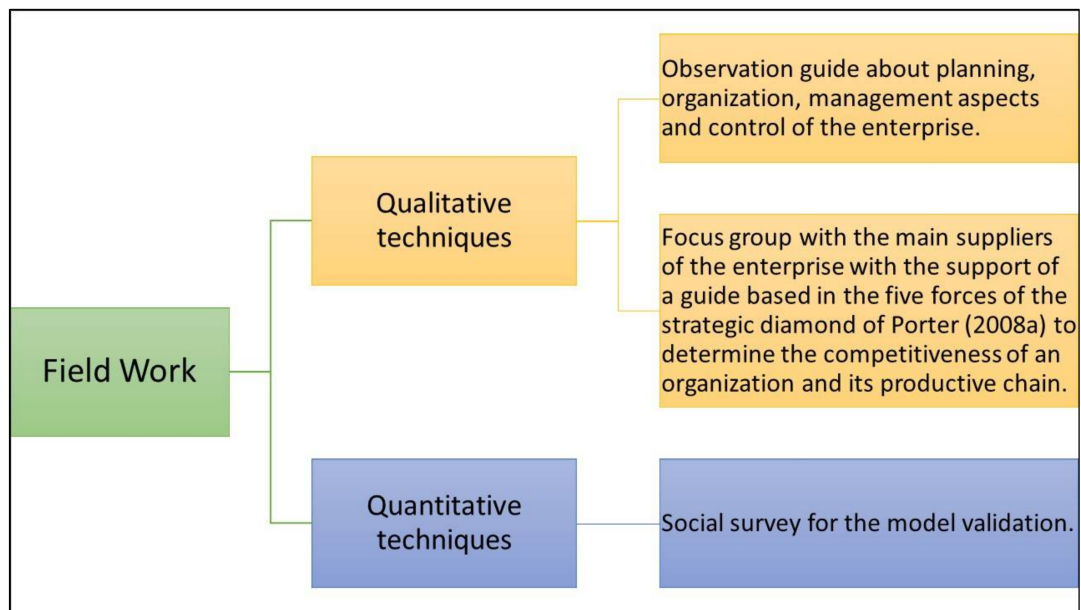 Field Work
Qualitative
techniques
Observation guide about planning,
organization, management aspects
and control of the enterprise.
Focus group with the main suppliers
of the enterprise with the support of
a guide based in the five forces of the
strategic diamond of Porter (2008a) to
determine the competitiveness of an
organization and its productive chain.
Quantitative
techniques
Social survey for the model validation.